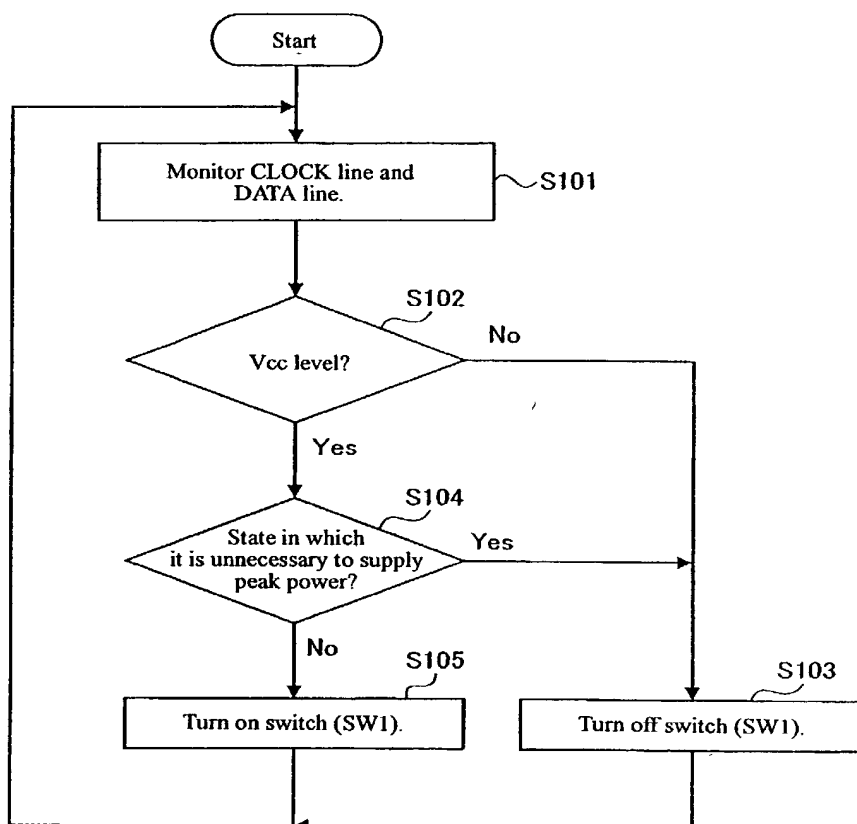 Start
Monitor CLOCK line and
DATA line.
S101
S102
Vcc level?
No
Yes
S104
State in which
it is unnecessary to supply
peak power?
Yes
No
S105
Turn on switch (SW1).
S103
Turn off switch (SW1).